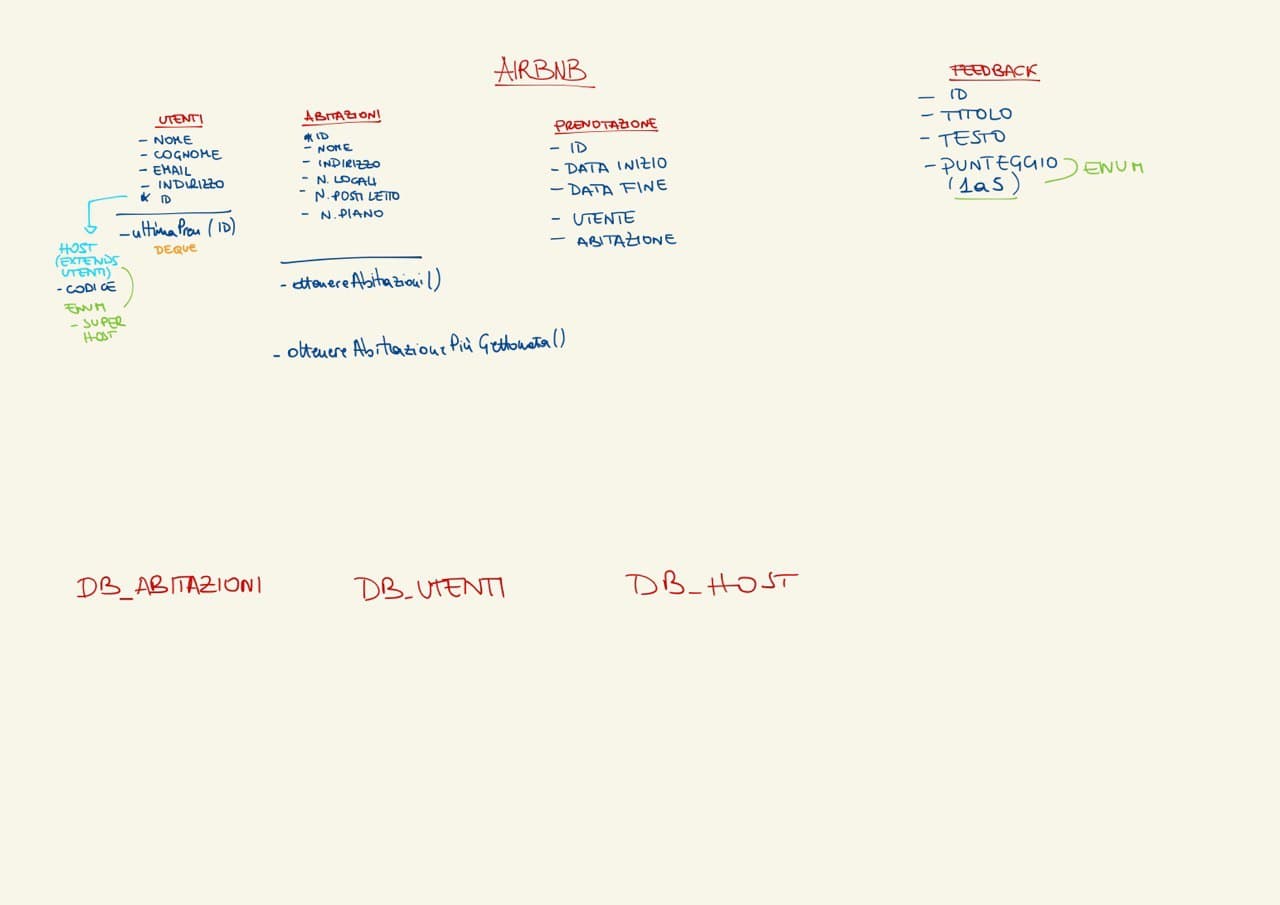 AIRBNB
UTENTI
- NOME
- COGNOME
- EMAIL
- INDIRIZZO
* ID
- ultimaPren (ID)
DEQUE
HOST
(EXTENDS
UTENTI)
- CODICE
ENUM
- SUPER
HOST
ABITAZIONI
* ID
- NOME
- INDIRIZZO
- N. LOCALI
- N. POSTI LETTO
- N. PIANO
- ottenereAbitazioni()
- ottenereAbitazionePiù Gettonata()
PRENOTAZIONE
- ID
- DATA INIZIO
- DATA FINE
- UTENTE
- ABITAZIONE
FEEDBACK
- ID
- TITOLO
- TESTO
- PUNTEGGIO
(1a5)
ENUM
DB_ABITAZIONI
DB_UTENTI
DB_HOST